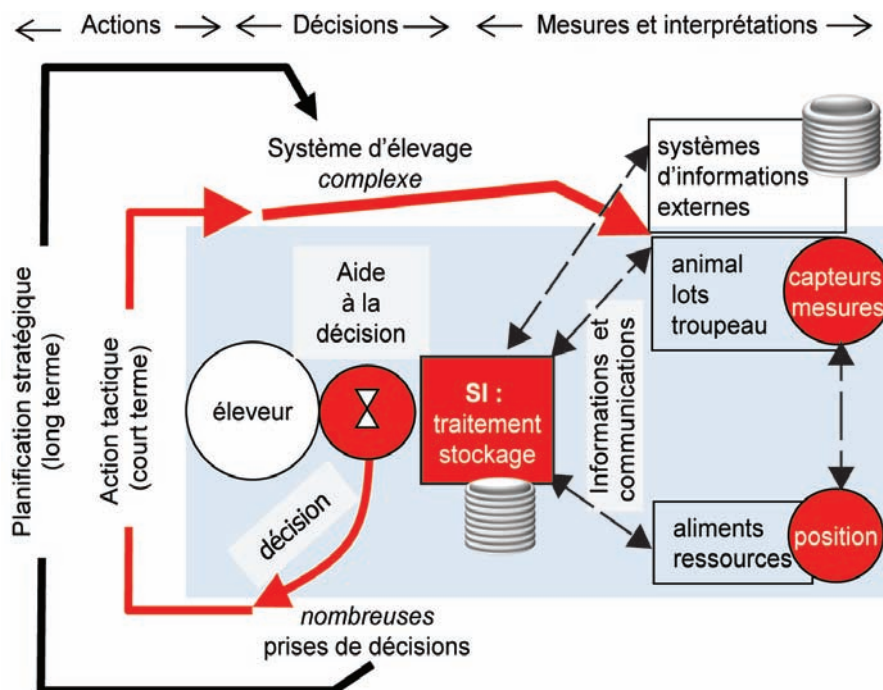 Actions
Décisions
Mesures et interprétations
Système d'élevage
complexe
systèmes
d'informations
externes
Aide
à la
décision
animal
lots
troupeau
capteurs
mesures
Planification stratégique
(long terme)
Action tactique
(court terme)
éleveur
SI :
traitement
stockage
Informations et
communications
décision
aliments
ressources
position
nombreuses
prises de décisions